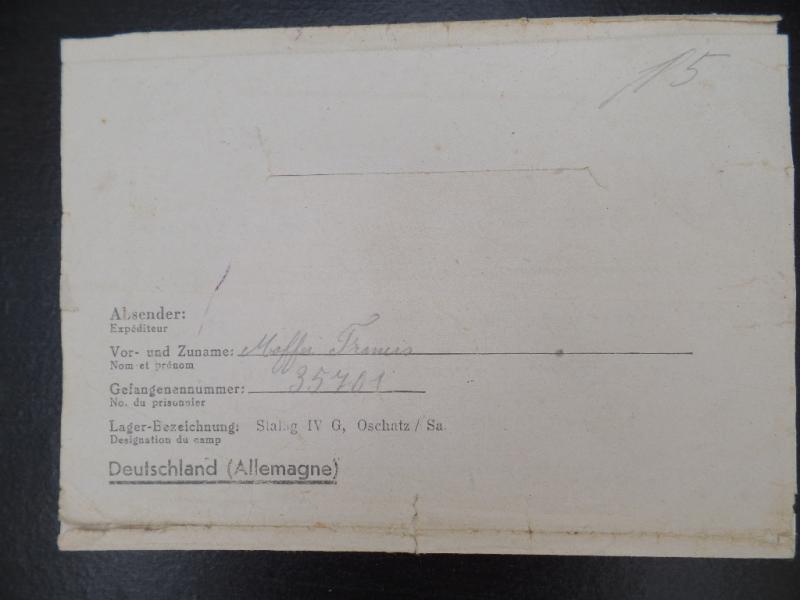 15
Absender:
Expéditeur
Vor- und Zuname: Maffei Francis
Nom et prénom
Gefangenennummer: 35701
No. du prisonnier
Lager-Bezeichnung: Stalag IV G, Oschatz / Sa.
Designation du camp
Deutschland (Allemagne)